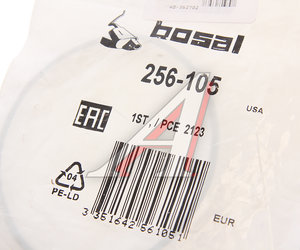 bosal
256-105
USA
EAC
1ST. / PCE 2123
04
PE-LD
3 351642 561051
EUR